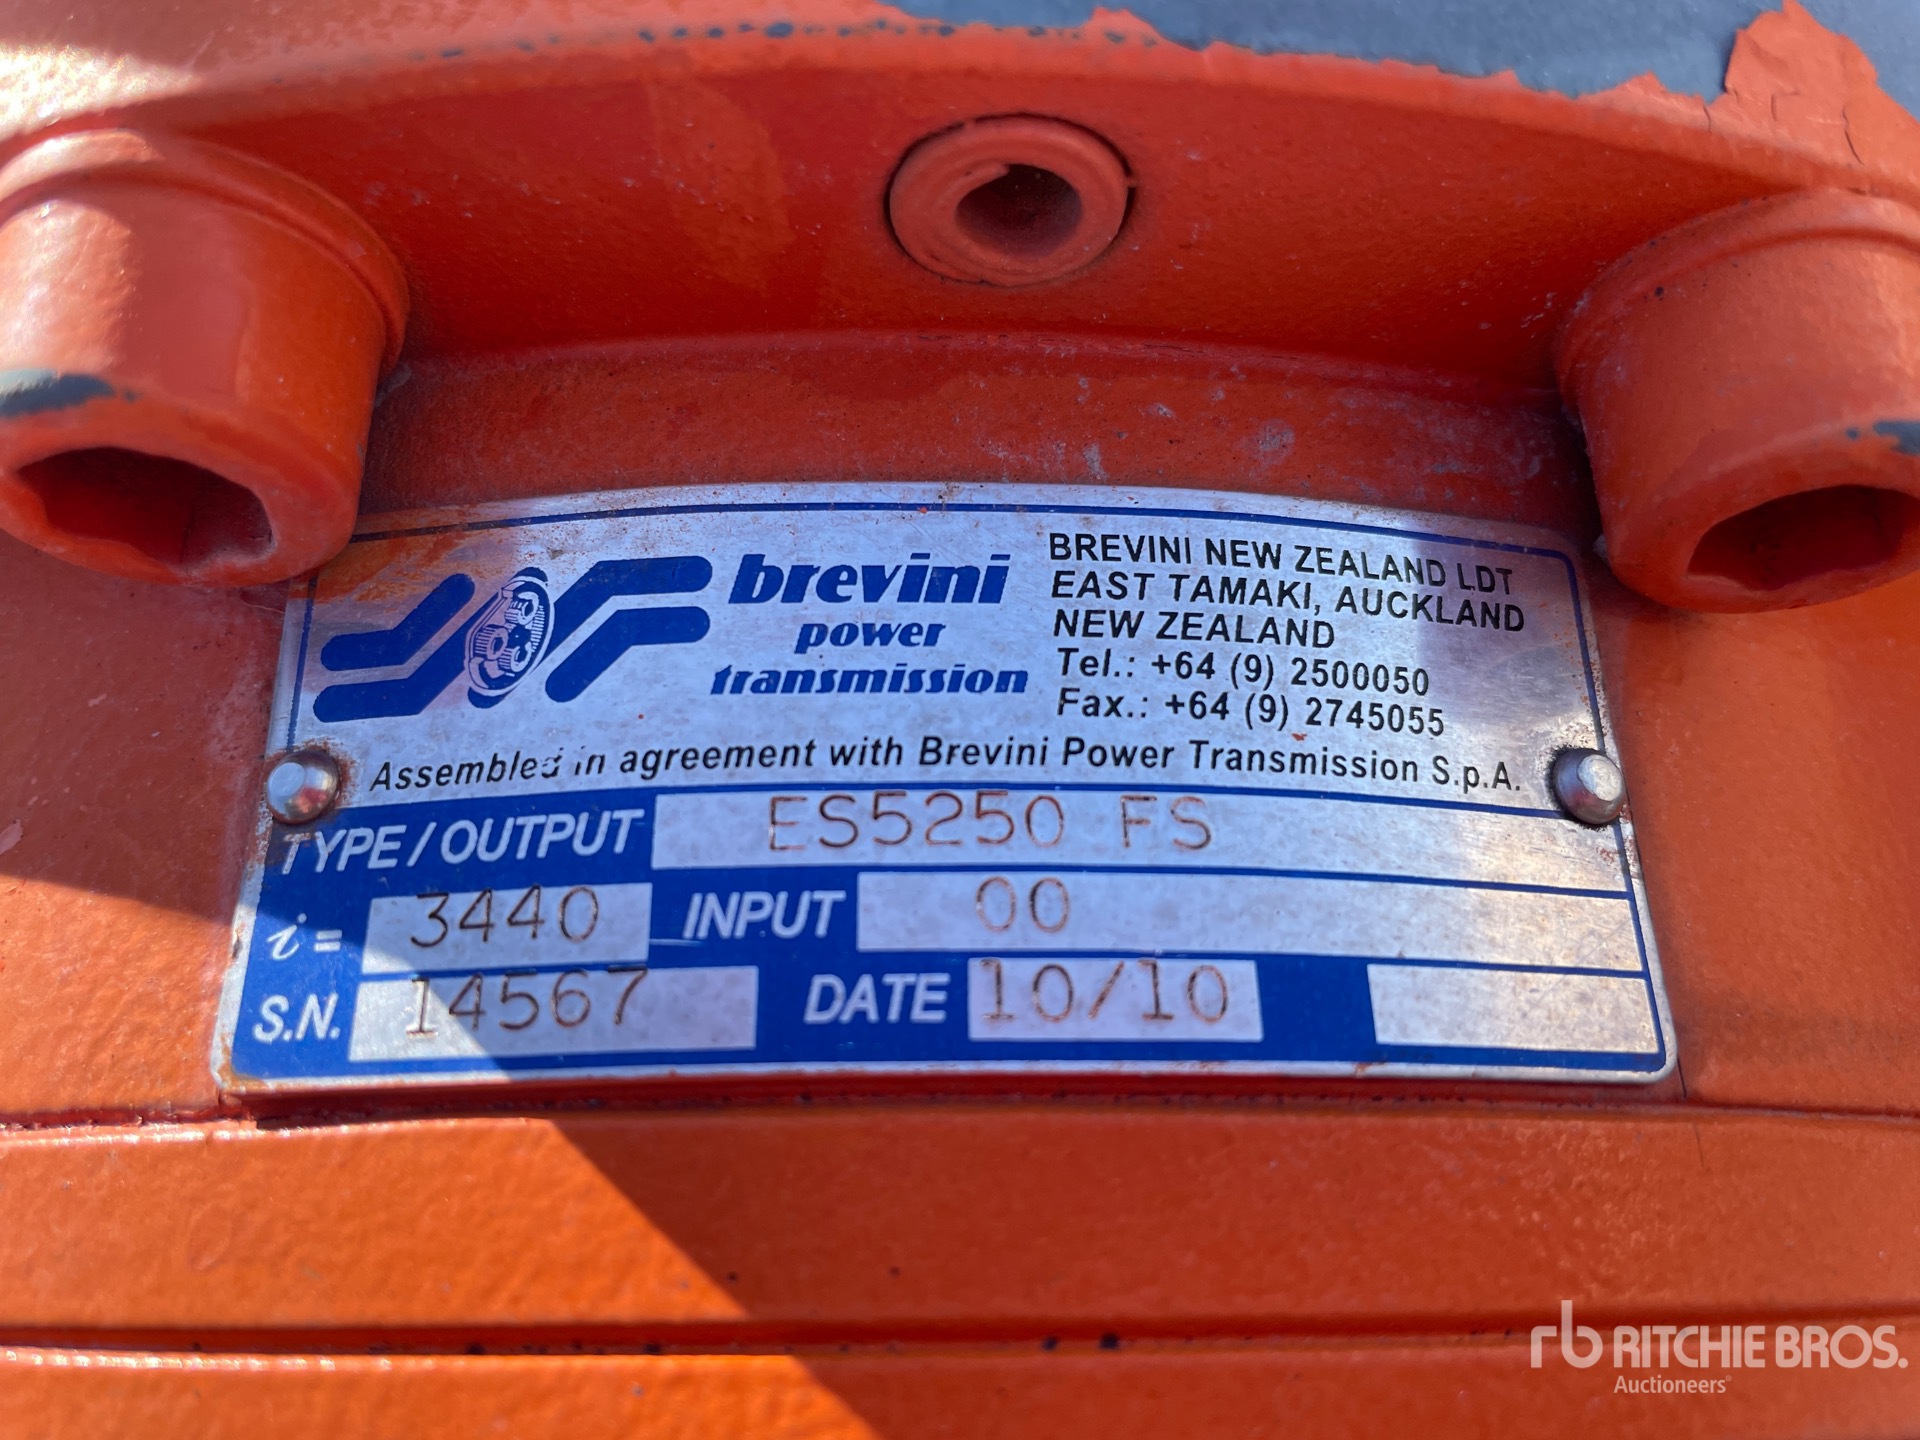 brevini
power
transmission
BREVINI NEW ZEALAND LDT
EAST TAMAKI, AUCKLAND
NEW ZEALAND
Tel.: +64 (9) 2500050
Fax.: +64 (9) 2745055
Assembled in agreement with Brevini Power Transmission S.p.A.
TYPE/OUTPUT ES5250 FS
i= 3440 INPUT 00
S.N. 14567 DATE 10/10
rb RITCHIE BROS.
Auctioneers